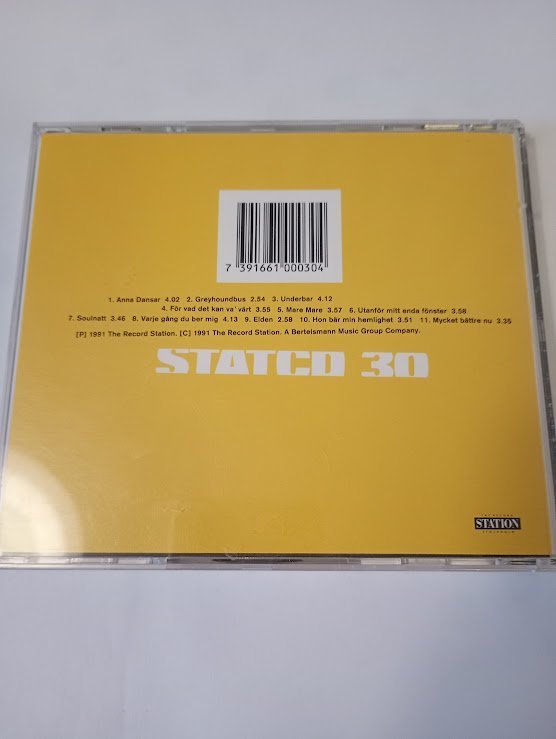 7 391661 000304
1. Anna Dansar 4.02 2. Greyhoundbus 2.54 3. Underbar 4.12
4. För vad det kan va' värt 3.55 5. Mare Mare 3.57 6. Utanför mitt enda fönster 3.58
7. Soulnatt 3.46 8. Varje gång du ber mig 4.13 9. Elden 2.58 10. Hon bär min hemlighet 3.51 11. Mycket bättre nu 3.35
[P] 1991 The Record Station. [C] 1991 The Record Station. A Bertelsmann Music Group Company.
STATCD 30
THE RECORD
STATION
STOCKHOLM